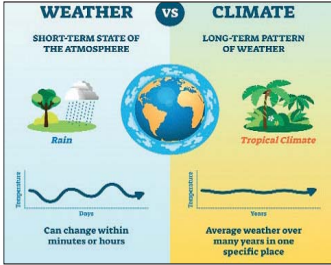 WEATHER VS CLIMATE
SHORT-TERM STATE OF
THE ATMOSPHERE
LONG-TERM PATTERN
OF WEATHER
Rain
Tropical Climate
Temperature
Days
Temperature
Years
Can change within
minutes or hours
Average weather over
many years in one
specific place